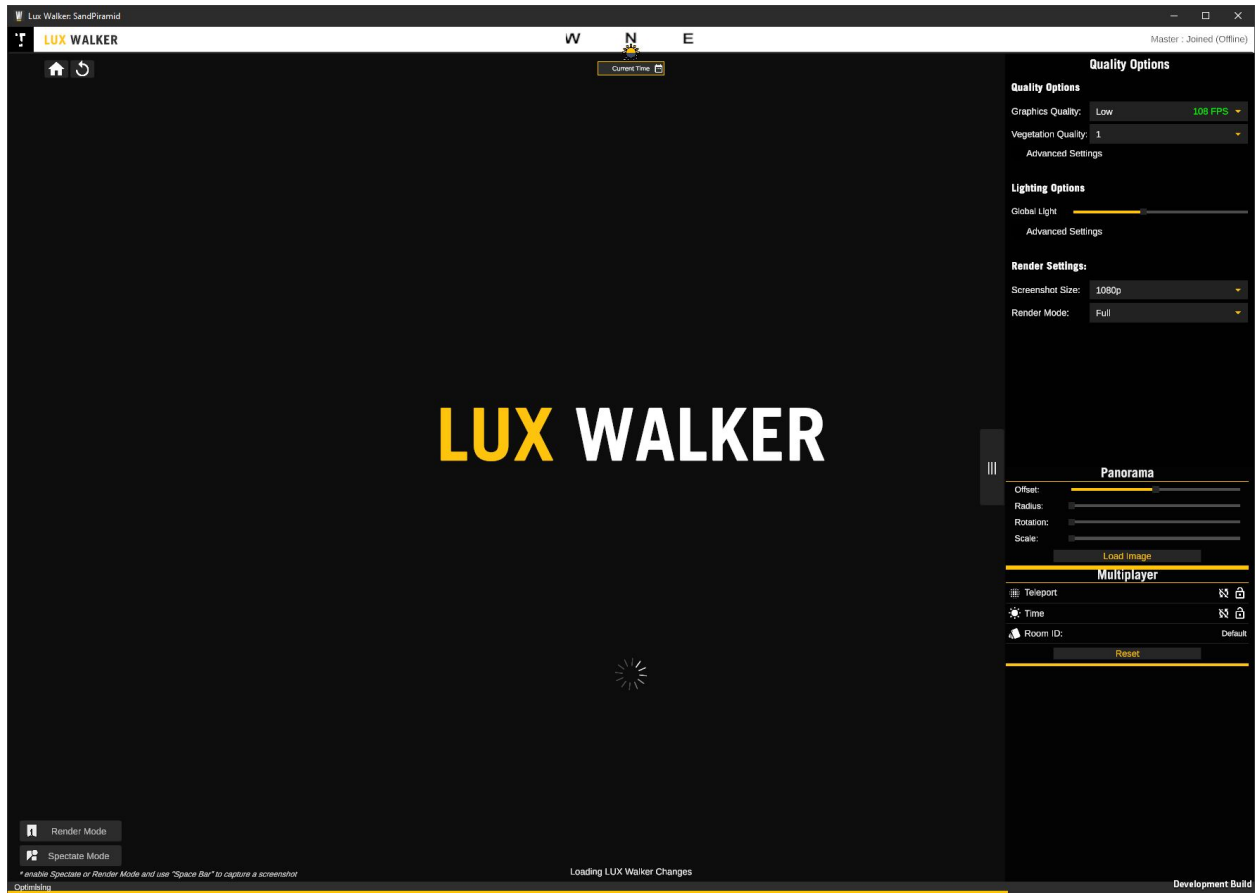 Lux Walker: SandPiramid
LUX WALKER
W N E
Master : Joined (Offline)
Current Time
Quality Options
Quality Options
Graphics Quality: Low 108 FPS
Vegetation Quality: 1
Advanced Settings
Lighting Options
Global Light
Advanced Settings
Render Settings:
Screenshot Size: 1080p
Render Mode: Full
LUX WALKER
Panorama
Offset:
Radius:
Rotation:
Scale:
Load Image
Multiplayer
Teleport
Time
Room ID: Default
Reset
Render Mode
Spectate Mode
* enable Spectate or Render Mode and use "Space Bar" to capture a screenshot
Loading LUX Walker Changes
Optimising
Development Build